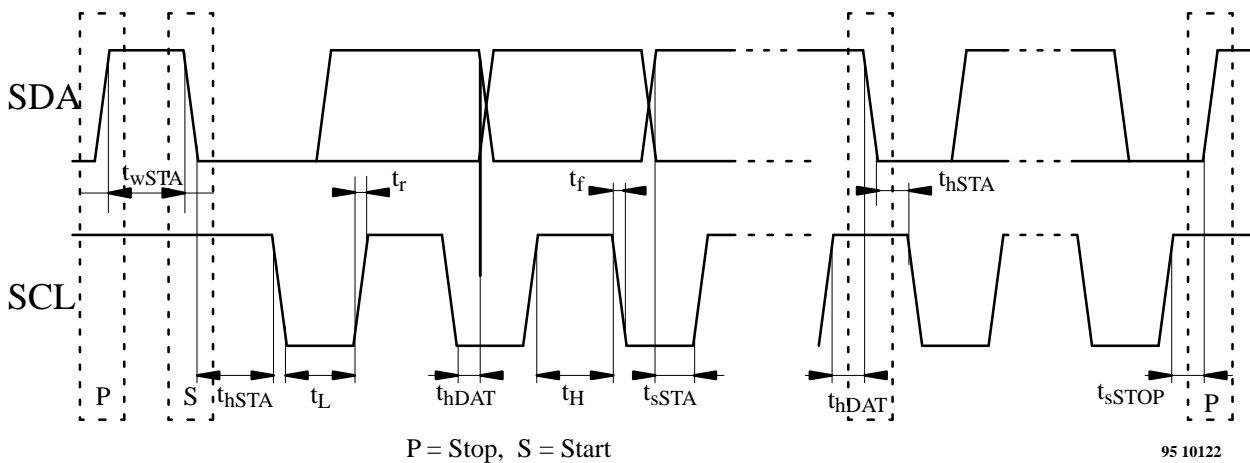 SDA
t_wSTA
t_r
t_f
t_hSTA
SCL
P
S
t_hSTA
t_L
t_hDAT
t_H
t_sSTA
t_hDAT
t_sSTOP
P
P = Stop, S = Start
95 10122